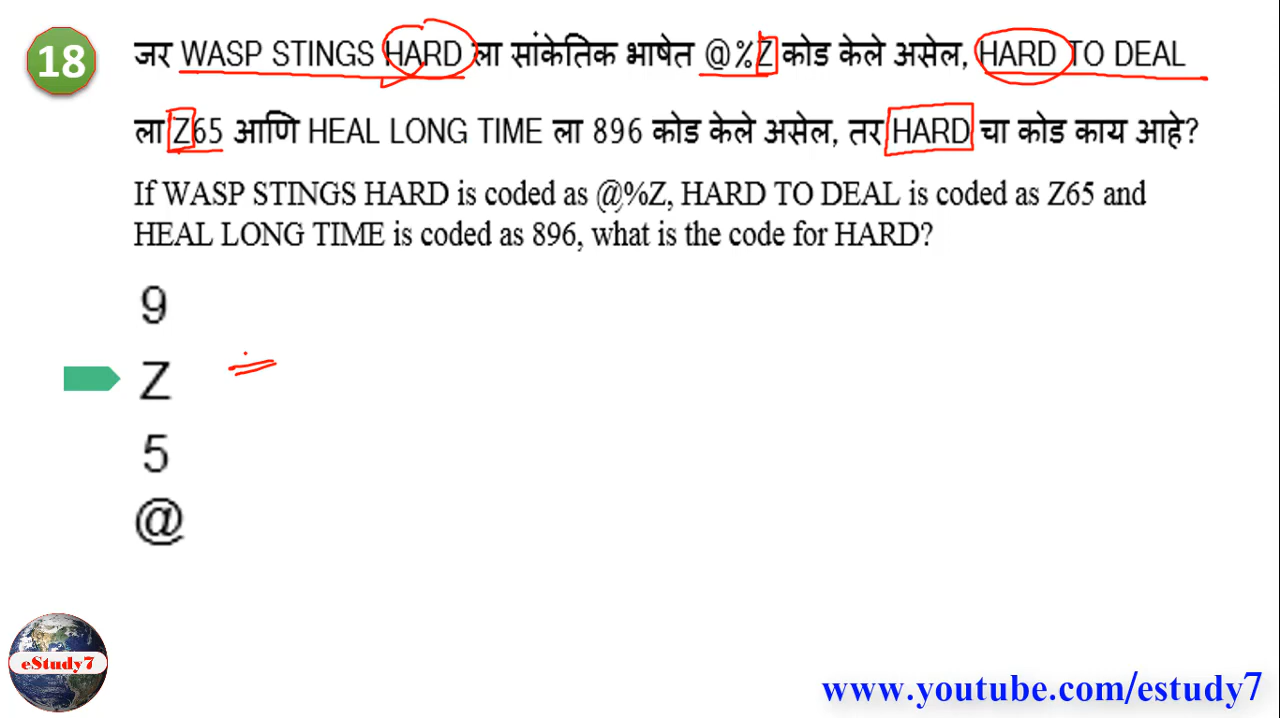 18
जर WASP STINGS HARD ला सांकेतिक भाषेत @%Z कोड केले असेल, HARD TO DEAL
ला Z65 आणि HEAL LONG TIME ला 896 कोड केले असेल, तर HARD चा कोड काय आहे?
If WASP STINGS HARD is coded as @%Z, HARD TO DEAL is coded as Z65 and
HEAL LONG TIME is coded as 896, what is the code for HARD?
9
Z
5
@
eStudy7
www.youtube.com/estudy7